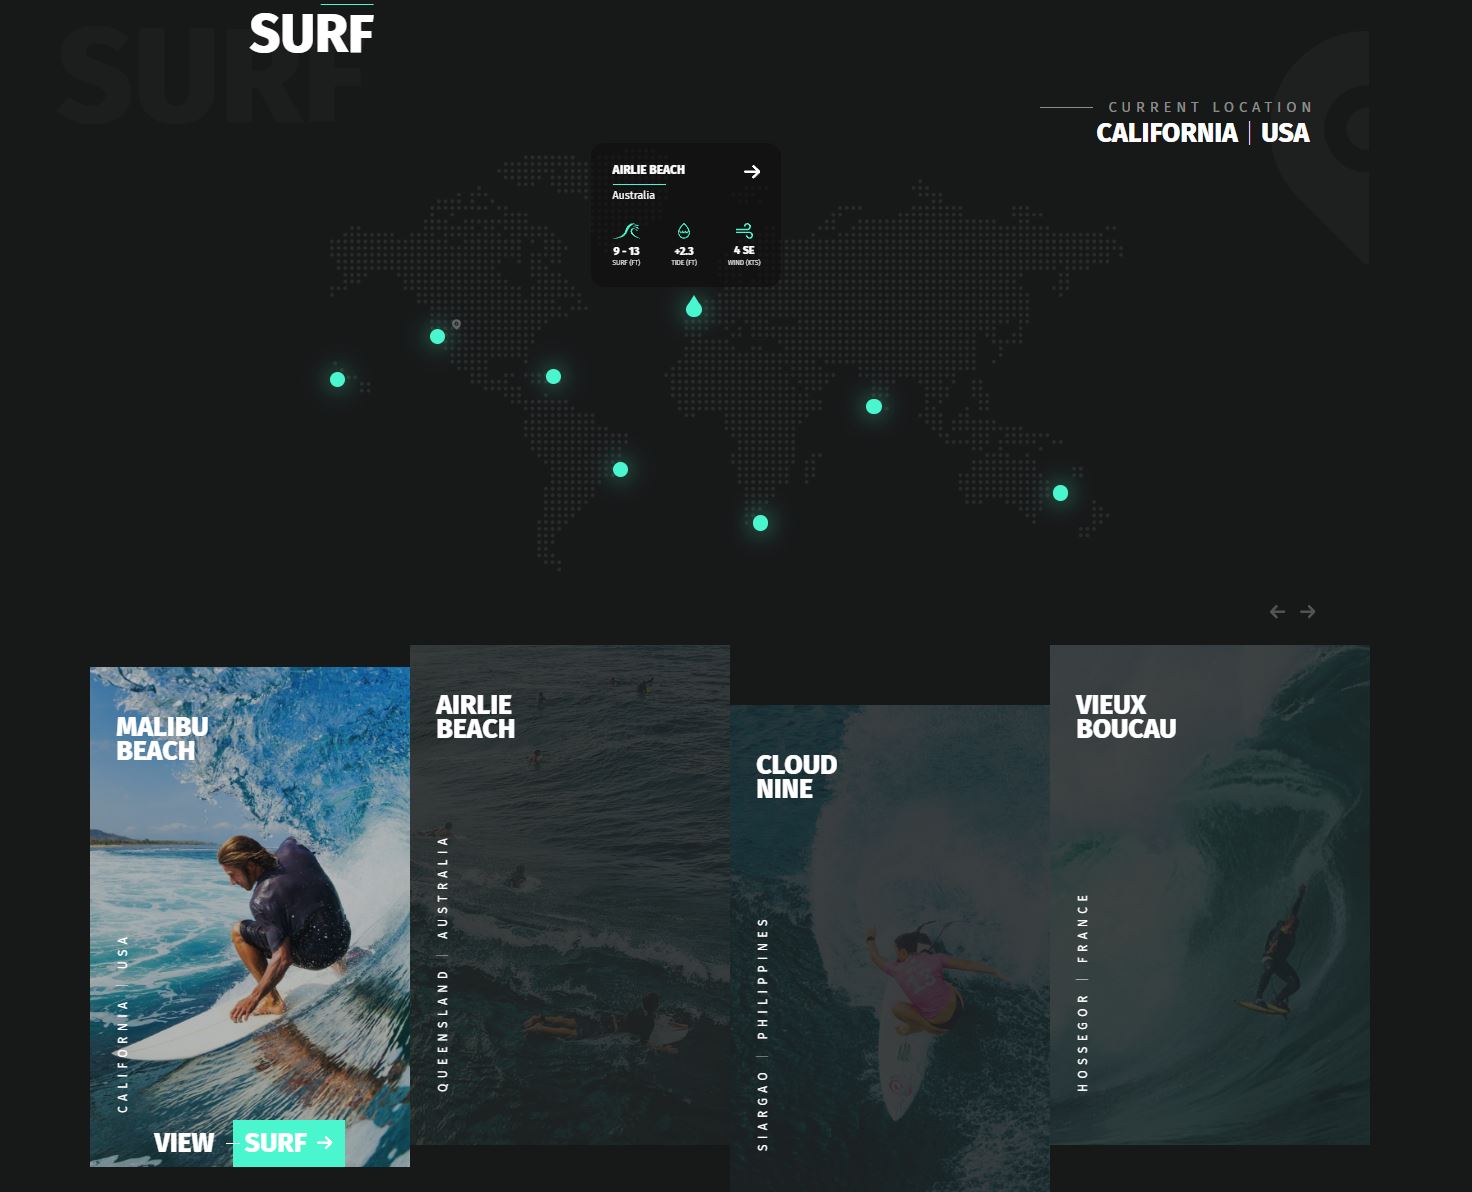 SURF
SURF
CURRENT LOCATION
CALIFORNIA | USA
AIRLIE BEACH
Australia
9 - 13
SURF (FT)
+2.3
TIDE (FT)
4 SE
WIND (KTS)
MALIBU
BEACH
CALIFORNIA | USA
VIEW
SURF
AIRLIE
BEACH
QUEENSLAND | AUSTRALIA
CLOUD
NINE
SIARGAO | PHILIPPINES
VIEUX
BOUCAU
HOSSEGOR | FRANCE